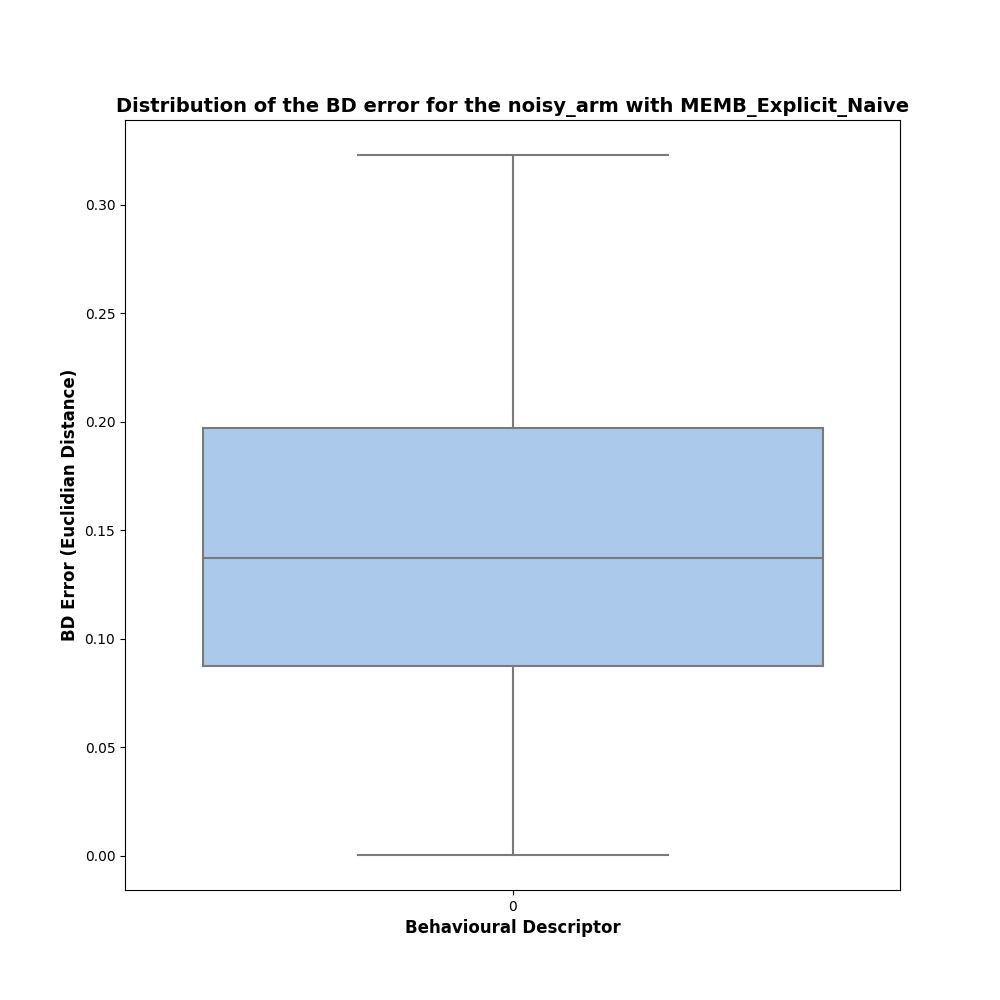 Distribution of the BD error for the noisy_arm with MEMB_Explicit_Naive
0.30
0.25
0.20
0.15
0.10
0.05
0.00
BD Error (Euclidian Distance)
0
Behavioural Descriptor